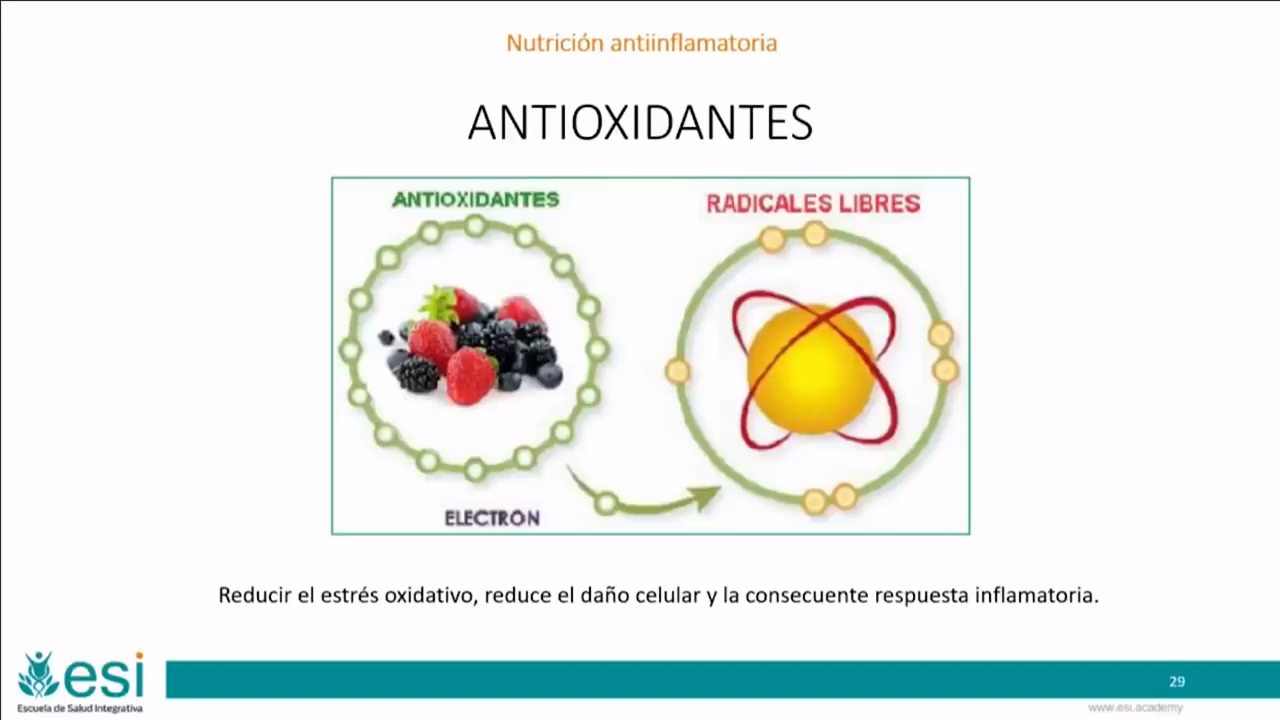 Nutrición antiinflamatoria
ANTIOXIDANTES
ANTIOXIDANTES
RADICALES LIBRES
ELECTRON
Reducir el estrés oxidativo, reduce el daño celular y la consecuente respuesta inflamatoria.
esi
Escuela de Salud Integrativa
29
www.esi.academy